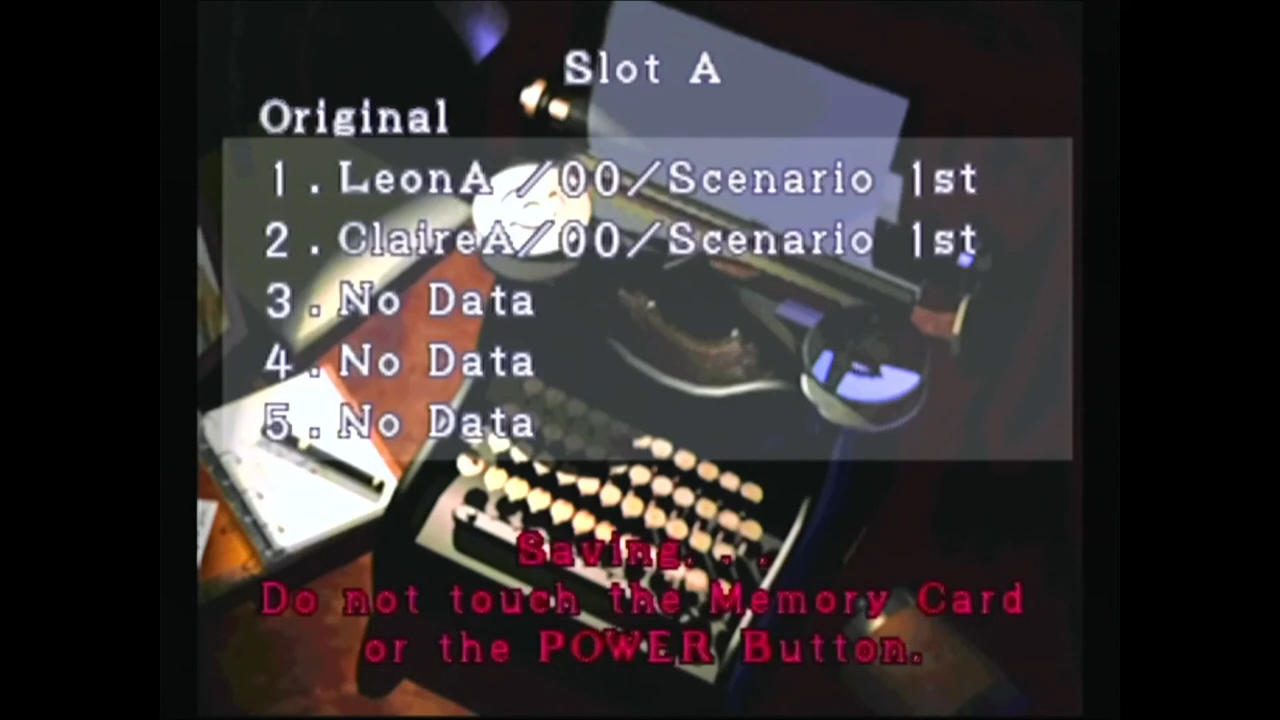 Slot A
Original
1.LeonA /00/Scenario 1st
2.ClaireA/00/Scenario 1st
3.No Data
4.No Data
5.No Data
Saving...
Do not touch the Memory Card
or the POWER Button.